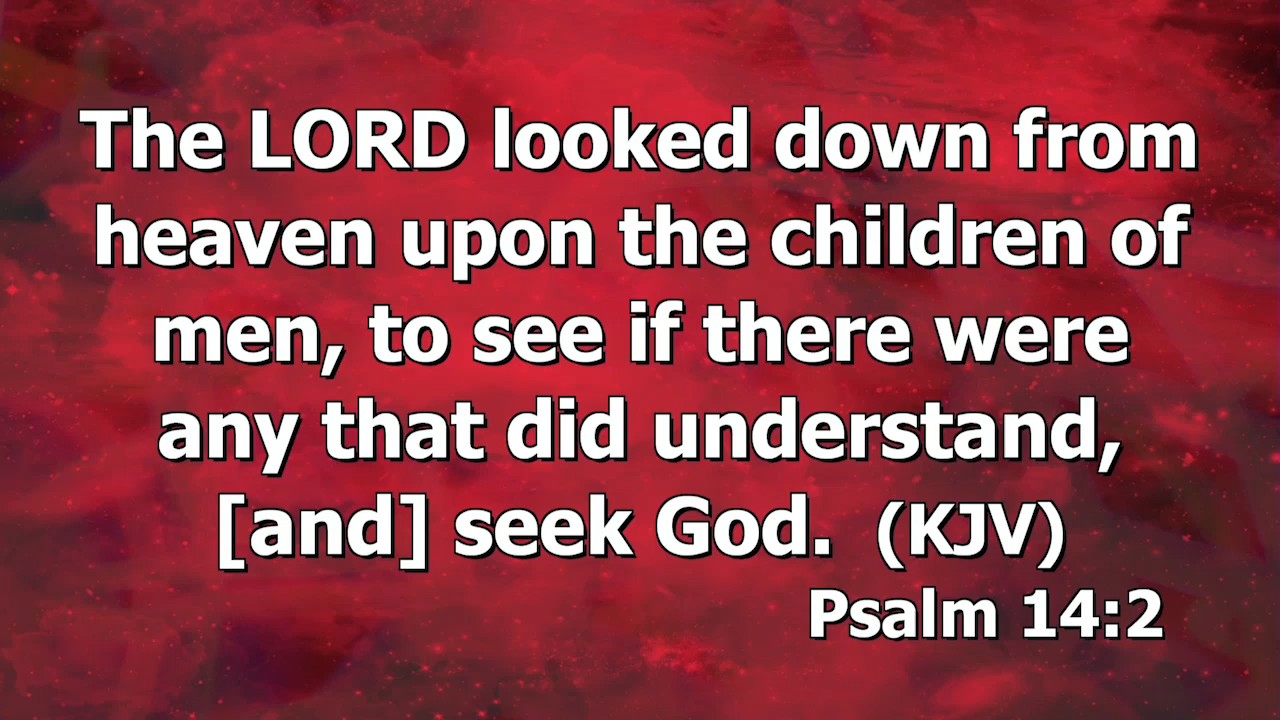 The LORD looked down from
heaven upon the children of
men, to see if there were
any that did understand,
[and] seek God.  (KJV)
Psalm 14:2